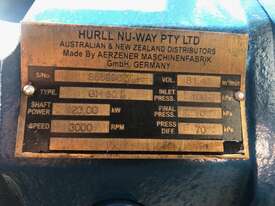 HURLL NU-WAY PTY LTD
AUSTRALIAN & NEW ZEALAND DISTRIBUTORS
Made By AERZENER MASCHINENFABRIK
GmbH, GERMANY
S/No. VOL.
TYPE. INLET PRESS. kPa
SHAFT POWER 23.00 kW FINAL PRESS. kPa
SPEED 3000 RPM PRESS DIFF. 70 kPa